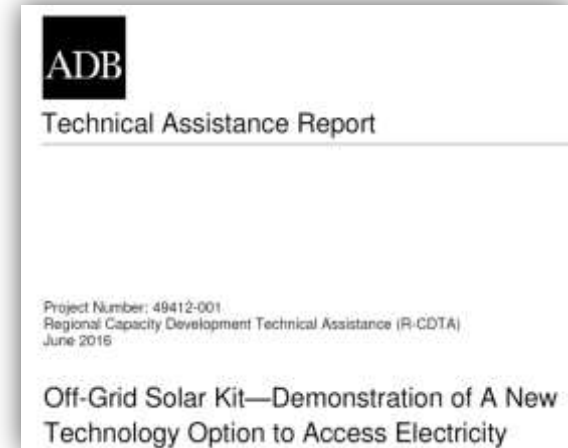 ADB
Technical Assistance Report
Project Number: 49412-001
Regional Capacity Development Technical Assistance (R-CDTA)
June 2016
Off-Grid Solar Kit—Demonstration of A New
Technology Option to Access Electricity